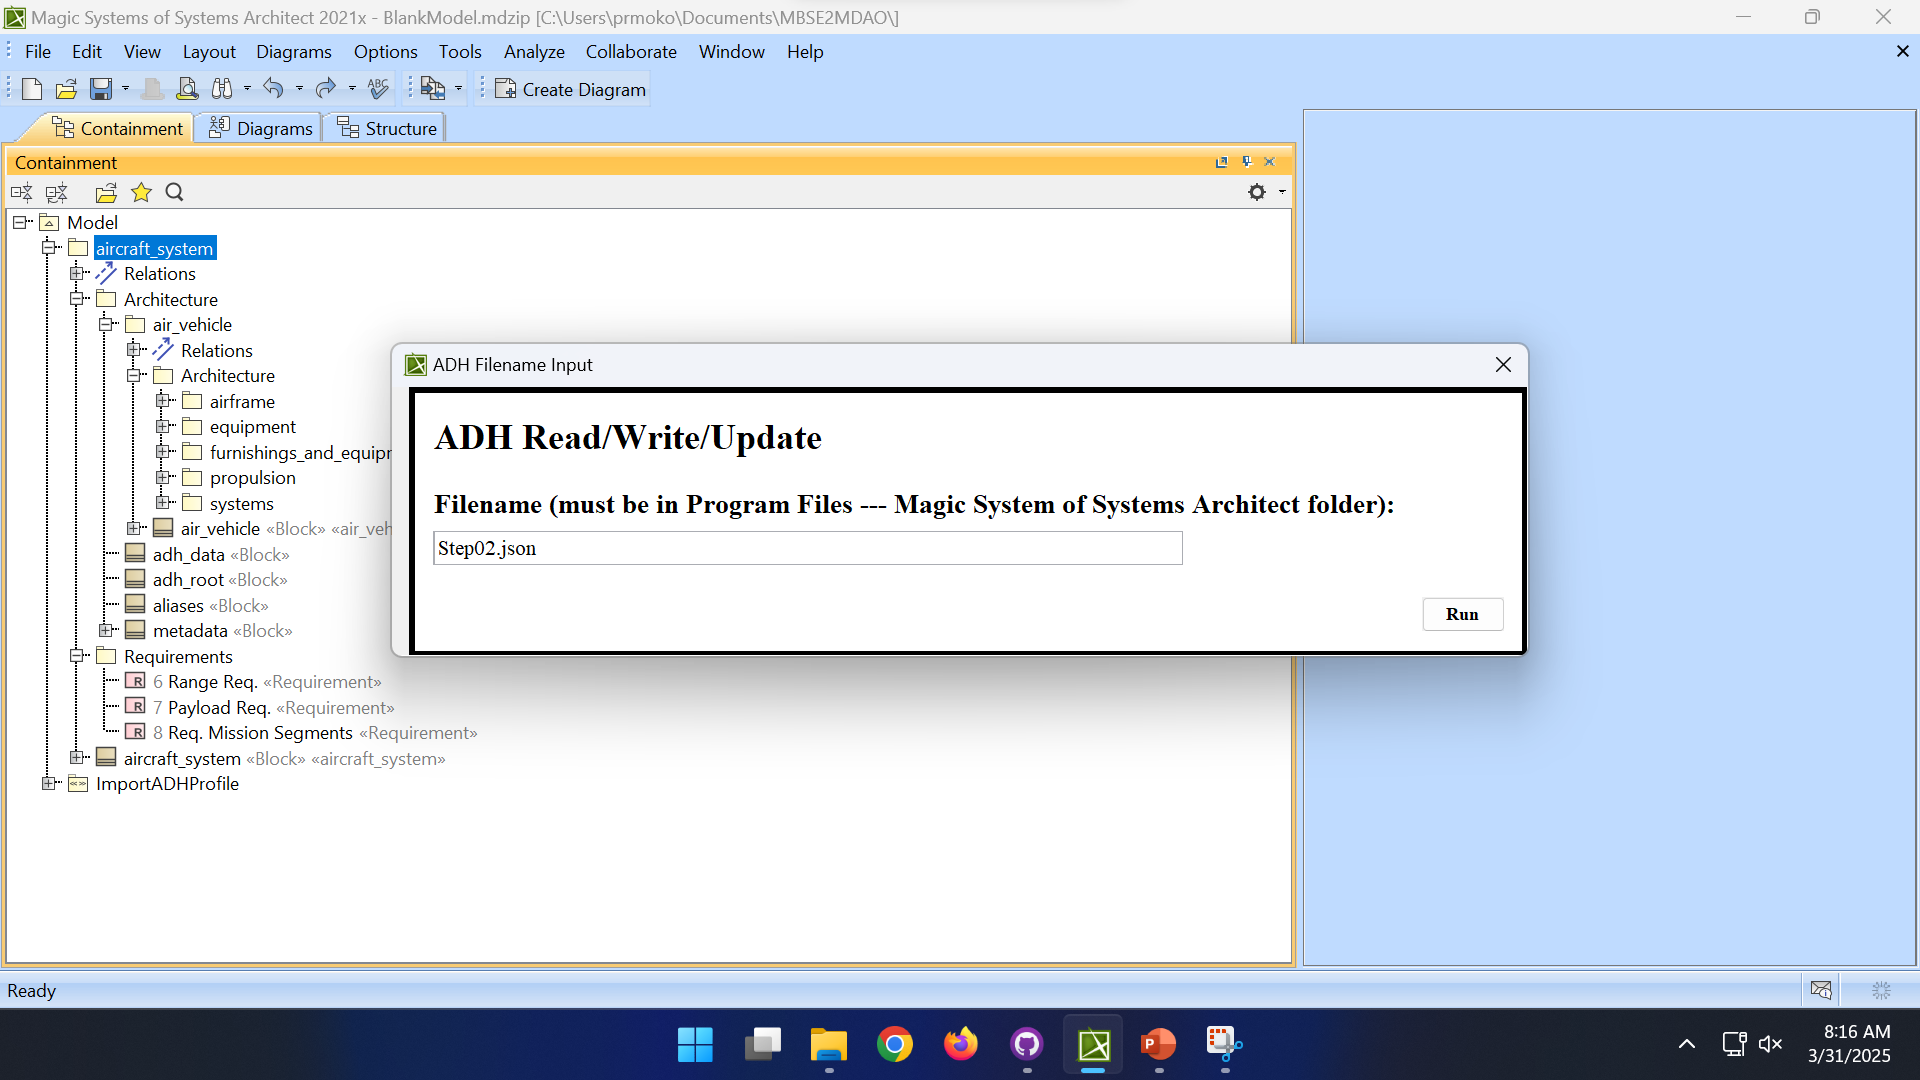 Magic Systems of Systems Architect 2021x - BlankModel.mdzip [C:\Users\prmoko\Documents\MBSE2MDAO\]
File Edit View Layout Diagrams Options Tools Analyze Collaborate Window Help
ABC Create Diagram
Containment Diagrams Structure
Containment
Model
aircraft_system
Relations
Architecture
air_vehicle
Relations
Architecture
airframe
equipment
furnishings_and_equipr
propulsion
systems
air_vehicle «Block» «air_veh
adh_data «Block»
adh_root «Block»
aliases «Block»
metadata «Block»
Requirements
R 6 Range Req. «Requirement»
R 7 Payload Req. «Requirement»
R 8 Req. Mission Segments «Requirement»
aircraft_system «Block» «aircraft_system»
ImportADHProfile
ADH Filename Input
ADH Read/Write/Update
Filename (must be in Program Files --- Magic System of Systems Architect folder):
Step02.json
Run
Ready
P
8:16 AM
3/31/2025